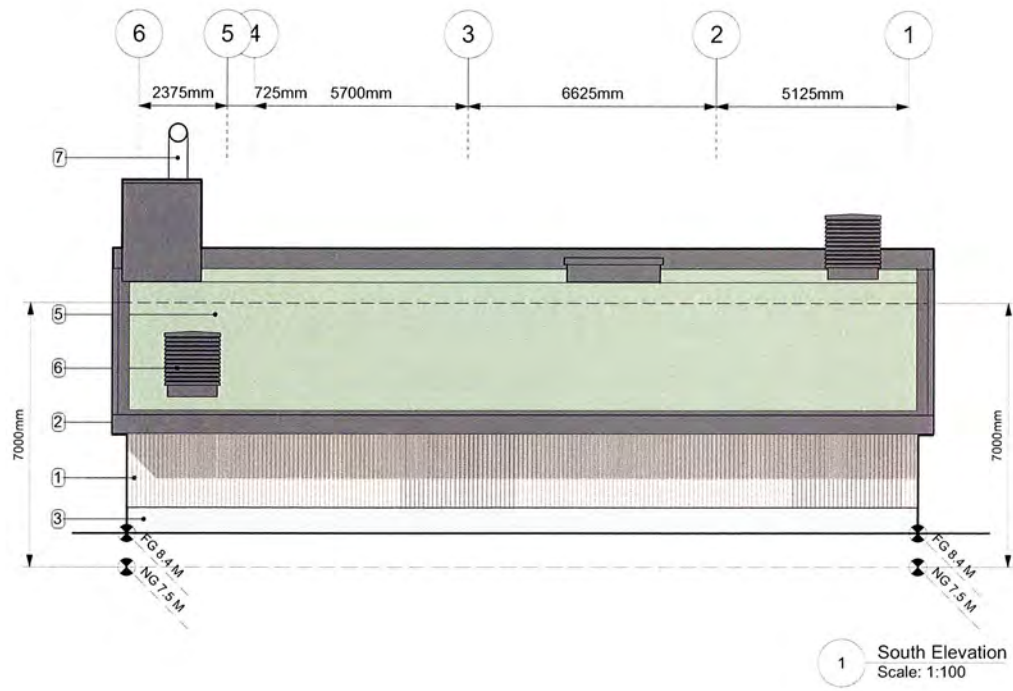 6 5 4 3 2 1
2375mm 725mm 5700mm 6625mm 5125mm
7
5
6
2
7000mm
7000mm
1
3
FG 8.4 M
FG 8.4 M
NG 7.5 M
NG 7.5 M
1 South Elevation
Scale: 1:100